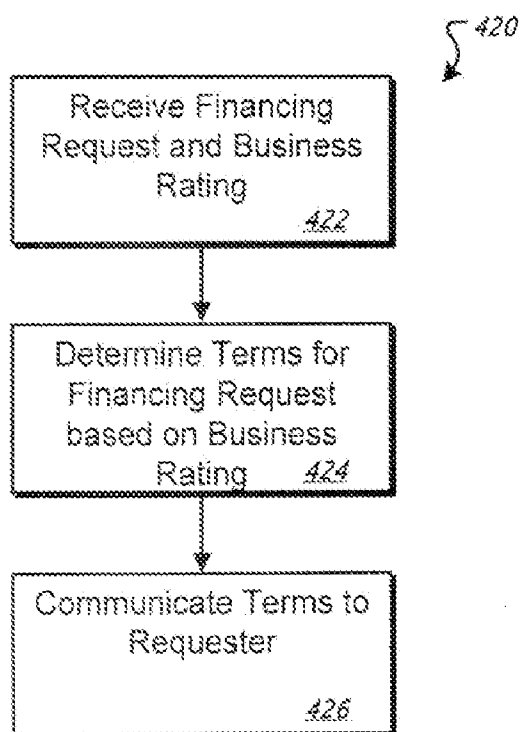 420
Receive Financing
Request and Business
Rating
422
Determine Terms for
Financing Request
based on Business
Rating 424
Communicate Terms to
Requester
426